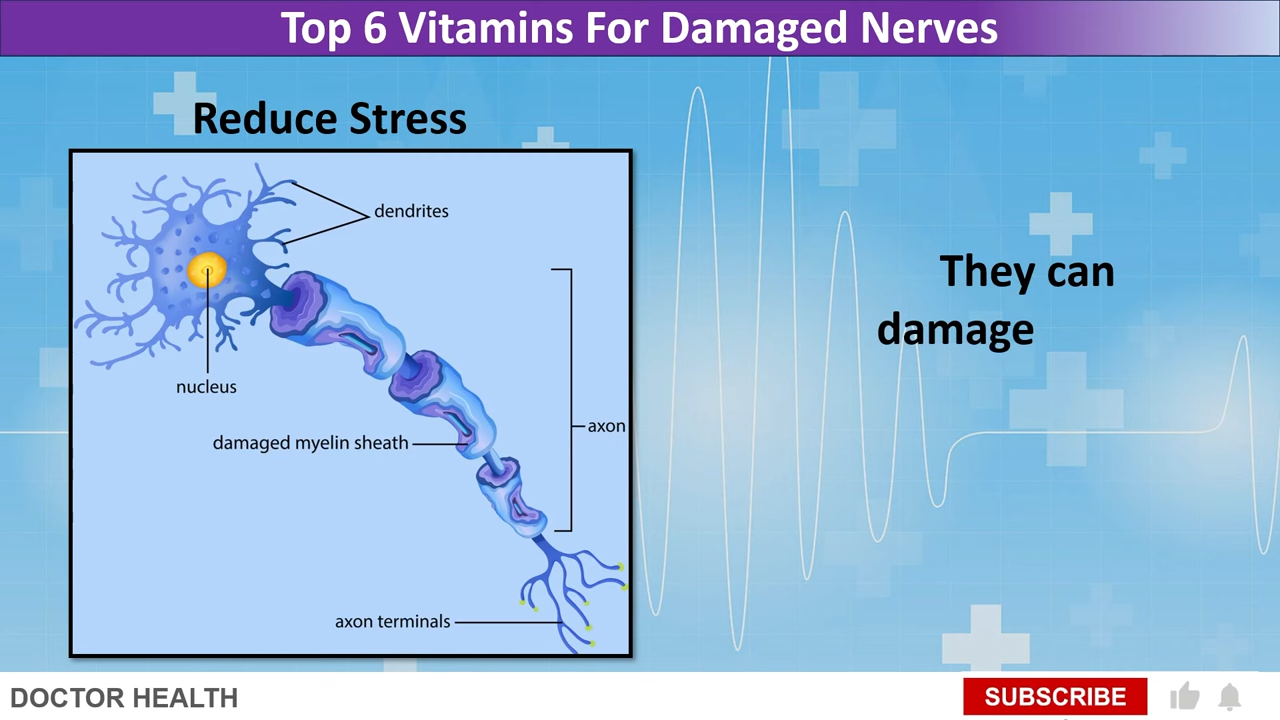 Top 6 Vitamins For Damaged Nerves
Reduce Stress
dendrites
nucleus
damaged myelin sheath
axon
axon terminals
They can
damage
DOCTOR HEALTH
SUBSCRIBE